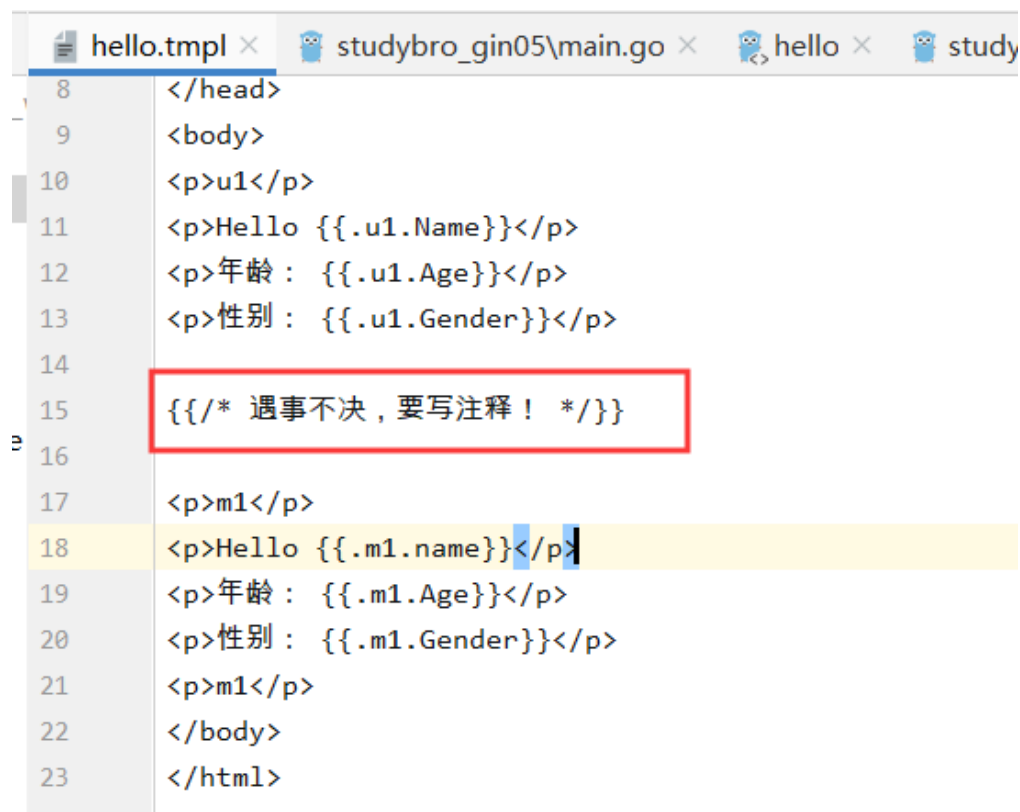 hello.tmpl studybro_gin05\main.go hello study
8 </head>
9 <body>
10 <p>u1</p>
11 <p>Hello {{.u1.Name}}</p>
12 <p>年龄： {{.u1.Age}}</p>
13 <p>性别： {{.u1.Gender}}</p>
14
15 {{/* 遇事不决，要写注释！ */}}
16
17 <p>m1</p>
18 <p>Hello {{.m1.name}}</p>
19 <p>年龄： {{.m1.Age}}</p>
20 <p>性别： {{.m1.Gender}}</p>
21 <p>m1</p>
22 </body>
23 </html>